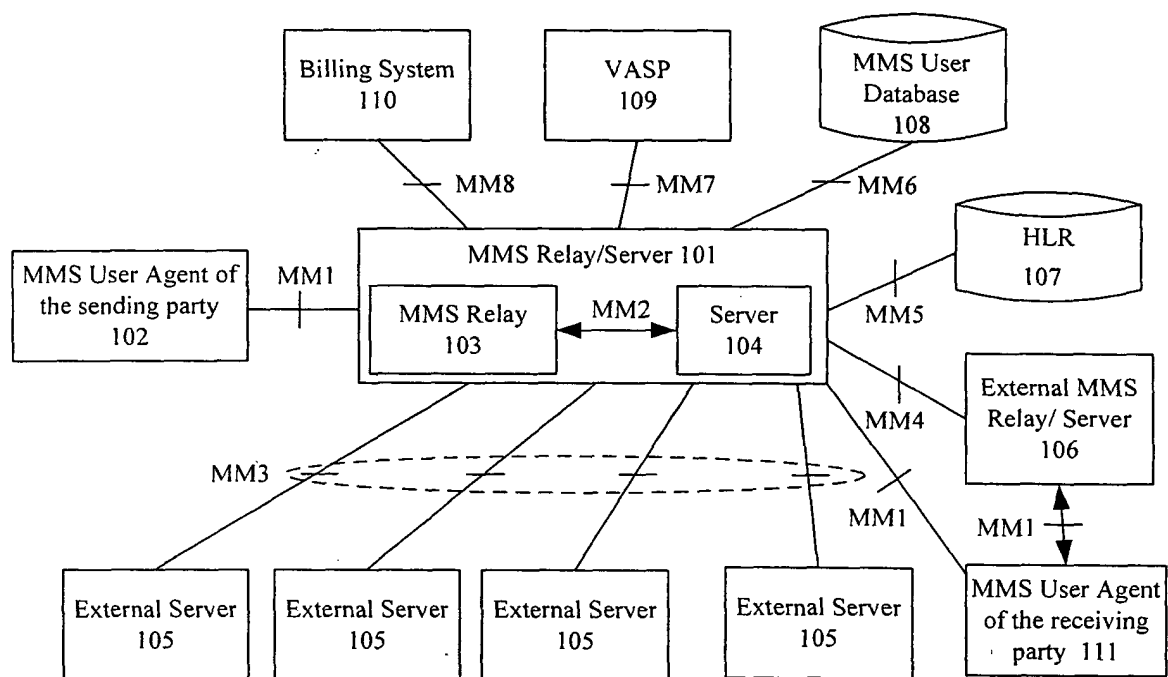 Billing System
110
VASP
109
MMS User
Database
108
MM8
MM7
MM6
MMS User Agent of
the sending party
102
MM1
MMS Relay/Server 101
MMS Relay
103
MM2
Server
104
HLR
107
MM5
MM4
External MMS
Relay/ Server
106
MM3
MM1
MM1
External Server
105
External Server
105
External Server
105
External Server
105
MMS User Agent
of the receiving
party 111